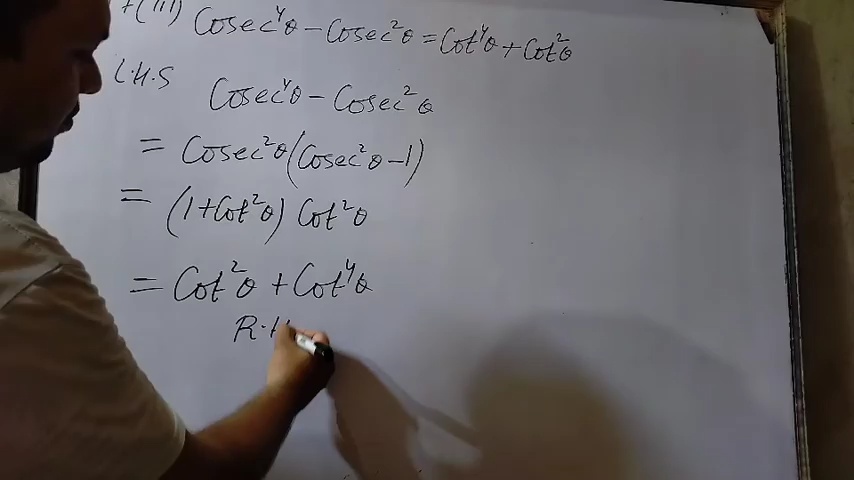 (iii) Cosec⁴θ - Cosec²θ = Cot⁴θ + Cot²θ
L.H.S
Cosec⁴θ - Cosec²θ
= Cosec²θ(Cosec²θ-1)
= (1+Cot²θ) Cot²θ
= Cot²θ + Cot⁴θ
R.H